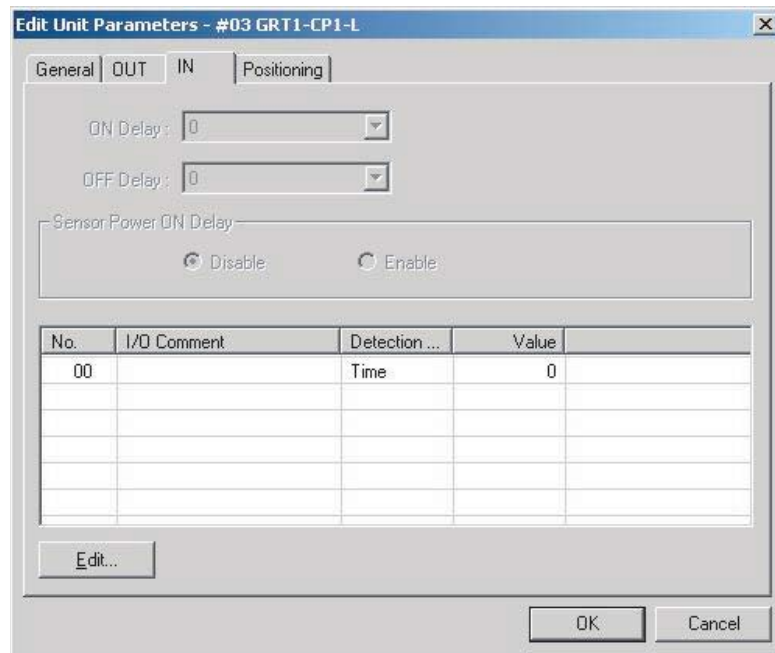 Edit Unit Parameters - #03 GRT1-CP1-L
General OUT IN Positioning
ON Delay : 0
OFF Delay : 0
Sensor Power ON Delay
Disable Enable
No. I/O Comment Detection ... Value
00 Time 0
Edit...
OK Cancel